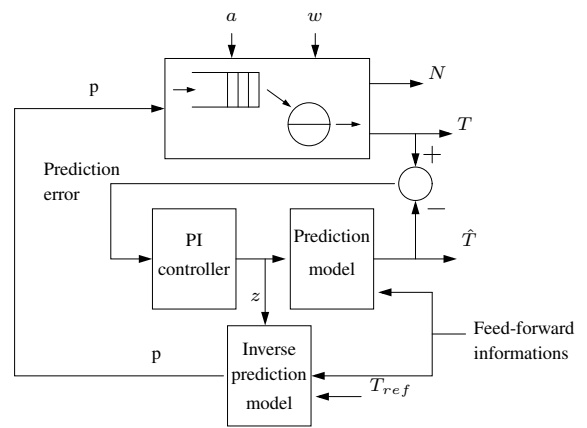 a
w
p
N
T
Prediction
error
+
−
PI
controller
Prediction
model
T̂
z
Feed-forward
informations
p
Inverse
prediction
model
T_ref